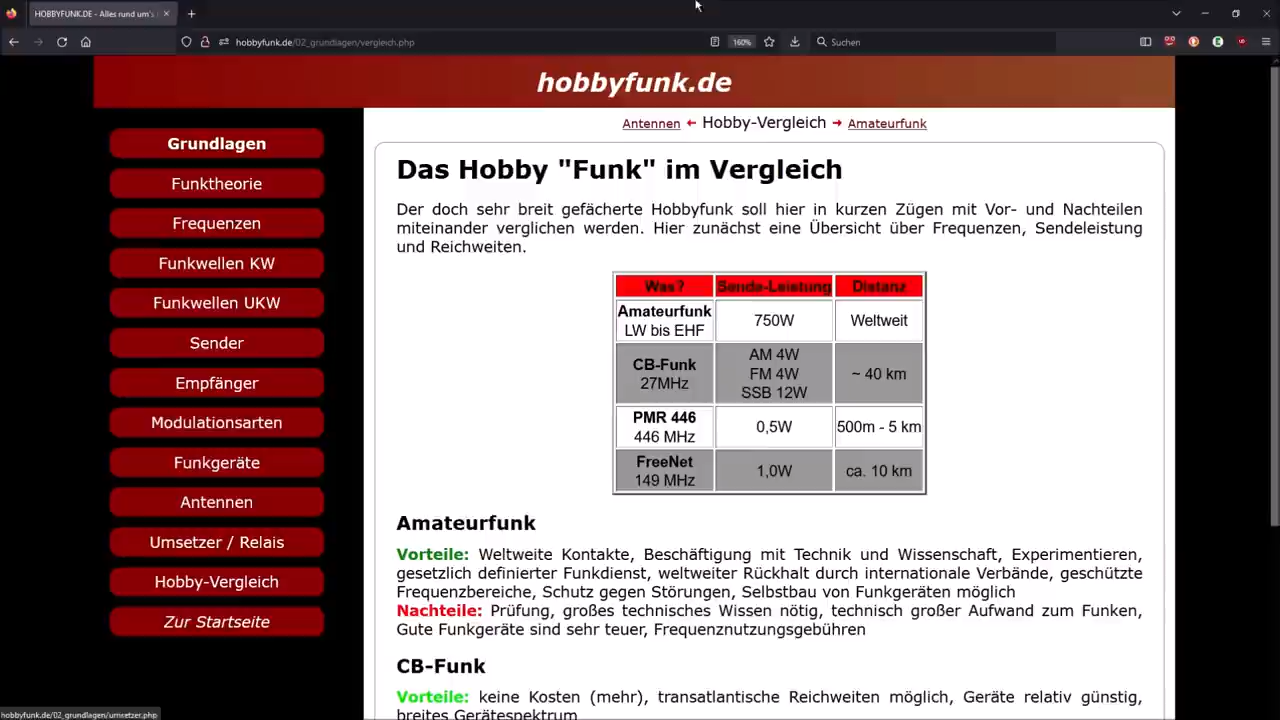 HOBBYFUNK.DE - Alles rund um's
hobbyfunk.de/02_grundlagen/vergleich.php
160%
Suchen
hobbyfunk.de
Grundlagen
Funktheorie
Frequenzen
Funkwellen KW
Funkwellen UKW
Sender
Empfänger
Modulationsarten
Funkgeräte
Antennen
Umsetzer / Relais
Hobby-Vergleich
Zur Startseite
Antennen ← Hobby-Vergleich → Amateurfunk
Das Hobby "Funk" im Vergleich
Der doch sehr breit gefächerte Hobbyfunk soll hier in kurzen Zügen mit Vor- und Nachteilen
miteinander verglichen werden. Hier zunächst eine Übersicht über Frequenzen, Sendeleistung
und Reichweiten.
Was? Sende-Leistung Distanz
Amateurfunk
LW bis EHF
750W
Weltweit
CB-Funk
27MHz
AM 4W
FM 4W
SSB 12W
~ 40 km
PMR 446
446 MHz
0,5W
500m - 5 km
FreeNet
149 MHz
1,0W
ca. 10 km
Amateurfunk
Vorteile: Weltweite Kontakte, Beschäftigung mit Technik und Wissenschaft, Experimentieren,
gesetzlich definierter Funkdienst, weltweiter Rückhalt durch internationale Verbände, geschützte
Frequenzbereiche, Schutz gegen Störungen, Selbstbau von Funkgeräten möglich
Nachteile: Prüfung, großes technisches Wissen nötig, technisch großer Aufwand zum Funken,
Gute Funkgeräte sind sehr teuer, Frequenznutzungsgebühren
CB-Funk
Vorteile: keine Kosten (mehr), transatlantische Reichweiten möglich, Geräte relativ günstig,
breites Gerätespektrum
hobbyfunk.de/02_grundlagen/umsetzer.php